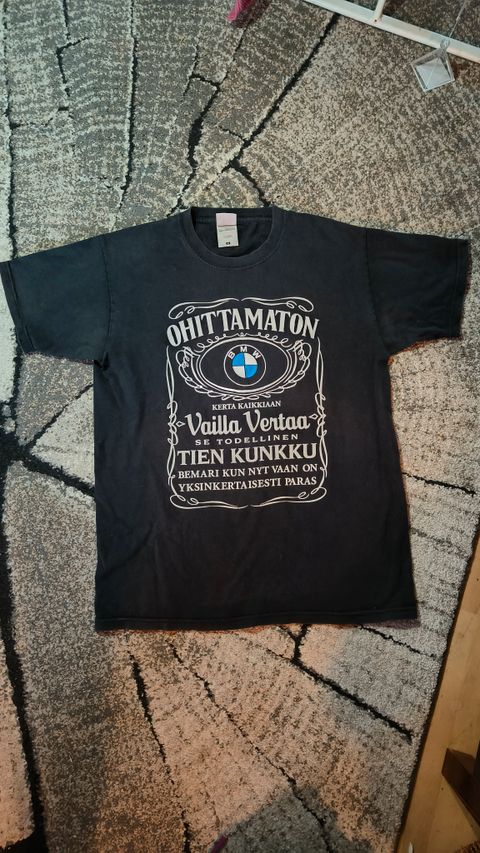 OHITTAMATON
BMW
KERTA KAIKKIAAN
Vailla Vertaa
SE TODELLINEN
TIEN KUNKKU
BEMARI KUN NYT VAAN ON
YKSINKERTAISESTI PARAS